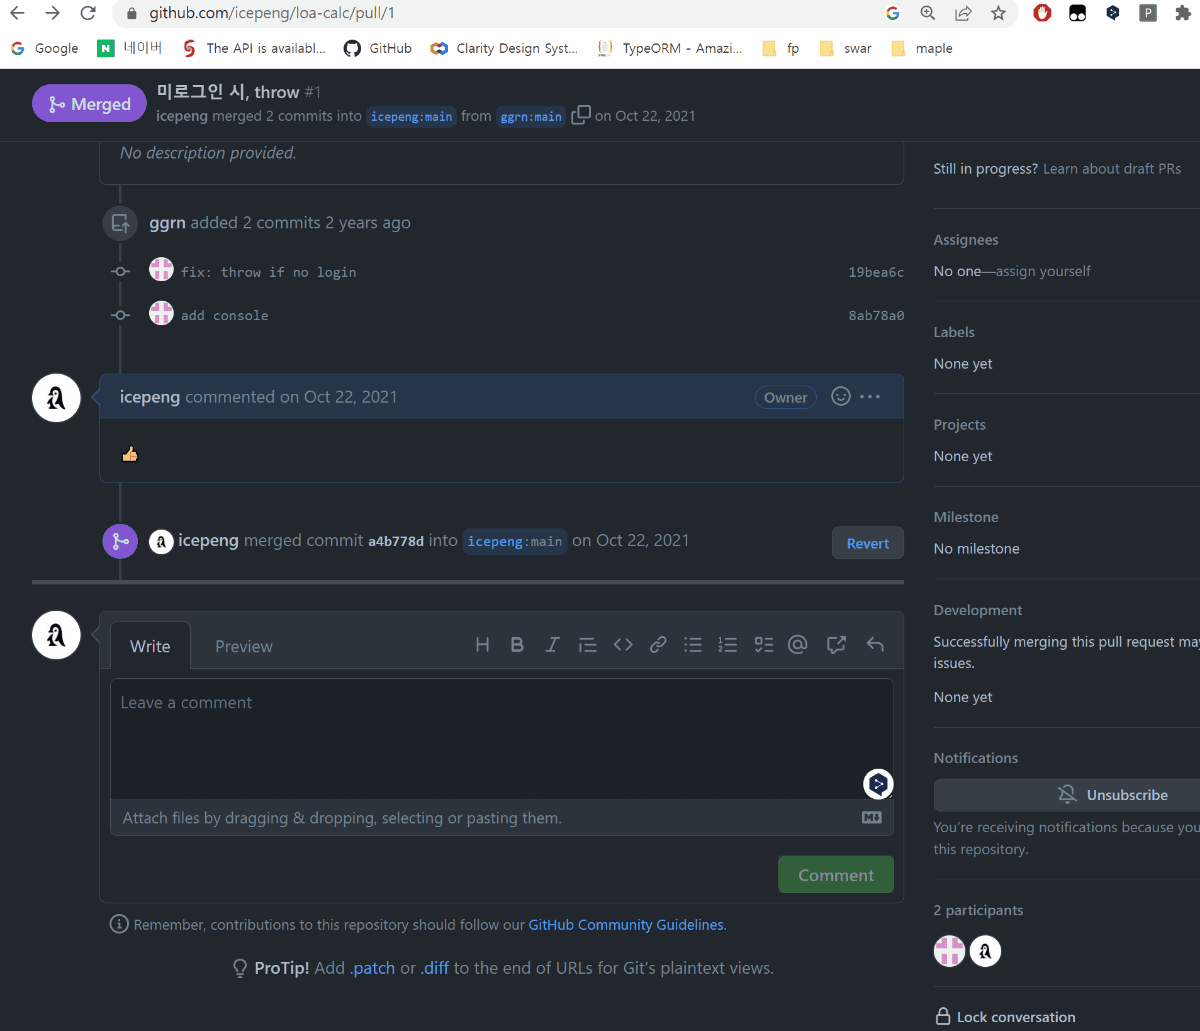 github.com/icepeng/loa-calc/pull/1
Google
N 네이버
The API is availabl...
GitHub
Clarity Design Syst...
TypeORM - Amazi...
fp
swar
maple
Merged
미로그인 시, throw #1
icepeng merged 2 commits into icepeng:main from ggrn:main on Oct 22, 2021
No description provided.
ggrn added 2 commits 2 years ago
fix: throw if no login 19bea6c
add console 8ab78a0
icepeng commented on Oct 22, 2021 Owner
👍
icepeng merged commit a4b778d into icepeng:main on Oct 22, 2021 Revert
Write Preview
Leave a comment
Attach files by dragging & dropping, selecting or pasting them.
Comment
Remember, contributions to this repository should follow our GitHub Community Guidelines.
ProTip! Add .patch or .diff to the end of URLs for Git's plaintext views.
Still in progress? Learn about draft PRs
Assignees
No one—assign yourself
Labels
None yet
Projects
None yet
Milestone
No milestone
Development
Successfully merging this pull request may
issues.
None yet
Notifications
Unsubscribe
You're receiving notifications because you
this repository.
2 participants
Lock conversation